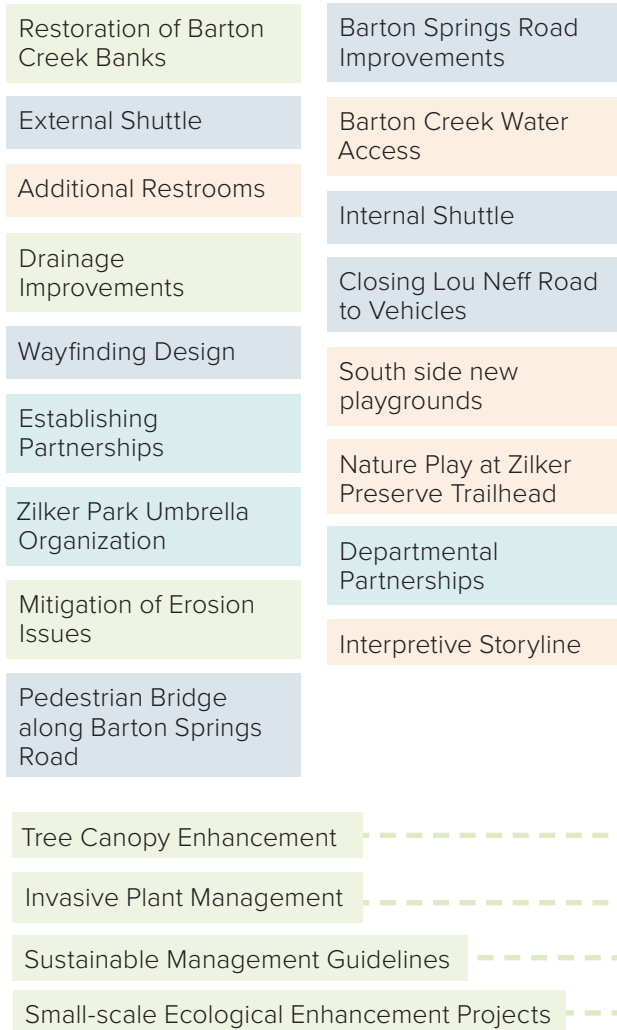 Restoration of Barton
Creek Banks
External Shuttle
Additional Restrooms
Drainage
Improvements
Wayfinding Design
Establishing
Partnerships
Zilker Park Umbrella
Organization
Mitigation of Erosion
Issues
Pedestrian Bridge
along Barton Springs
Road
Barton Springs Road
Improvements
Barton Creek Water
Access
Internal Shuttle
Closing Lou Neff Road
to Vehicles
South side new
playgrounds
Nature Play at Zilker
Preserve Trailhead
Departmental
Partnerships
Interpretive Storyline
Tree Canopy Enhancement
Invasive Plant Management
Sustainable Management Guidelines
Small-scale Ecological Enhancement Projects